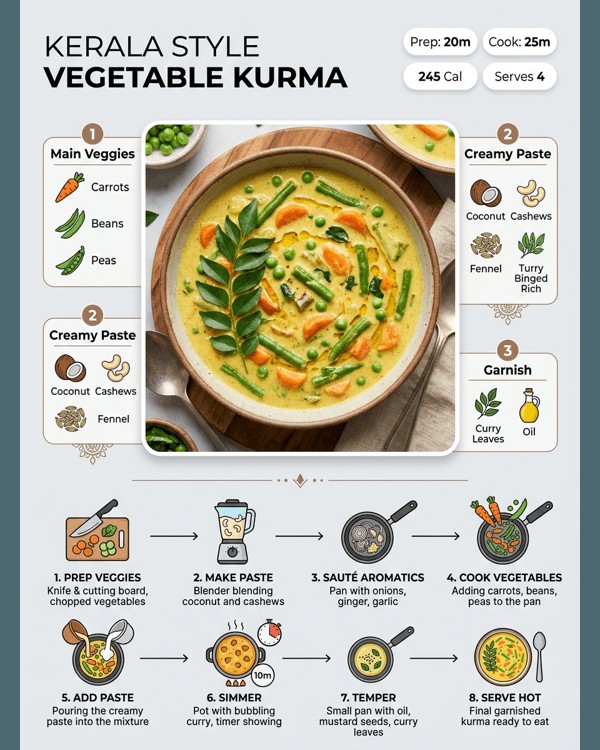 KERALA STYLE
VEGETABLE KURMA
Prep: 20m
Cook: 25m
245 Cal
Serves 4
1
Main Veggies
Carrots
Beans
Peas
2
Creamy Paste
Coconut
Cashews
Fennel
2
Creamy Paste
Coconut
Cashews
Fennel
Turry
Binged
Rich
3
Garnish
Curry
Leaves
Oil
1. PREP VEGGIES
Knife & cutting board,
chopped vegetables
2. MAKE PASTE
Blender blending
coconut and cashews
3. SAUTÉ AROMATICS
Pan with onions,
ginger, garlic
4. COOK VEGETABLES
Adding carrots, beans,
peas to the pan
10m
5. ADD PASTE
Pouring the creamy
paste into the mixture
6. SIMMER
Pot with bubbling
curry, timer showing
7. TEMPER
Small pan with oil,
mustard seeds, curry
leaves
8. SERVE HOT
Final garnished
kurma ready to eat